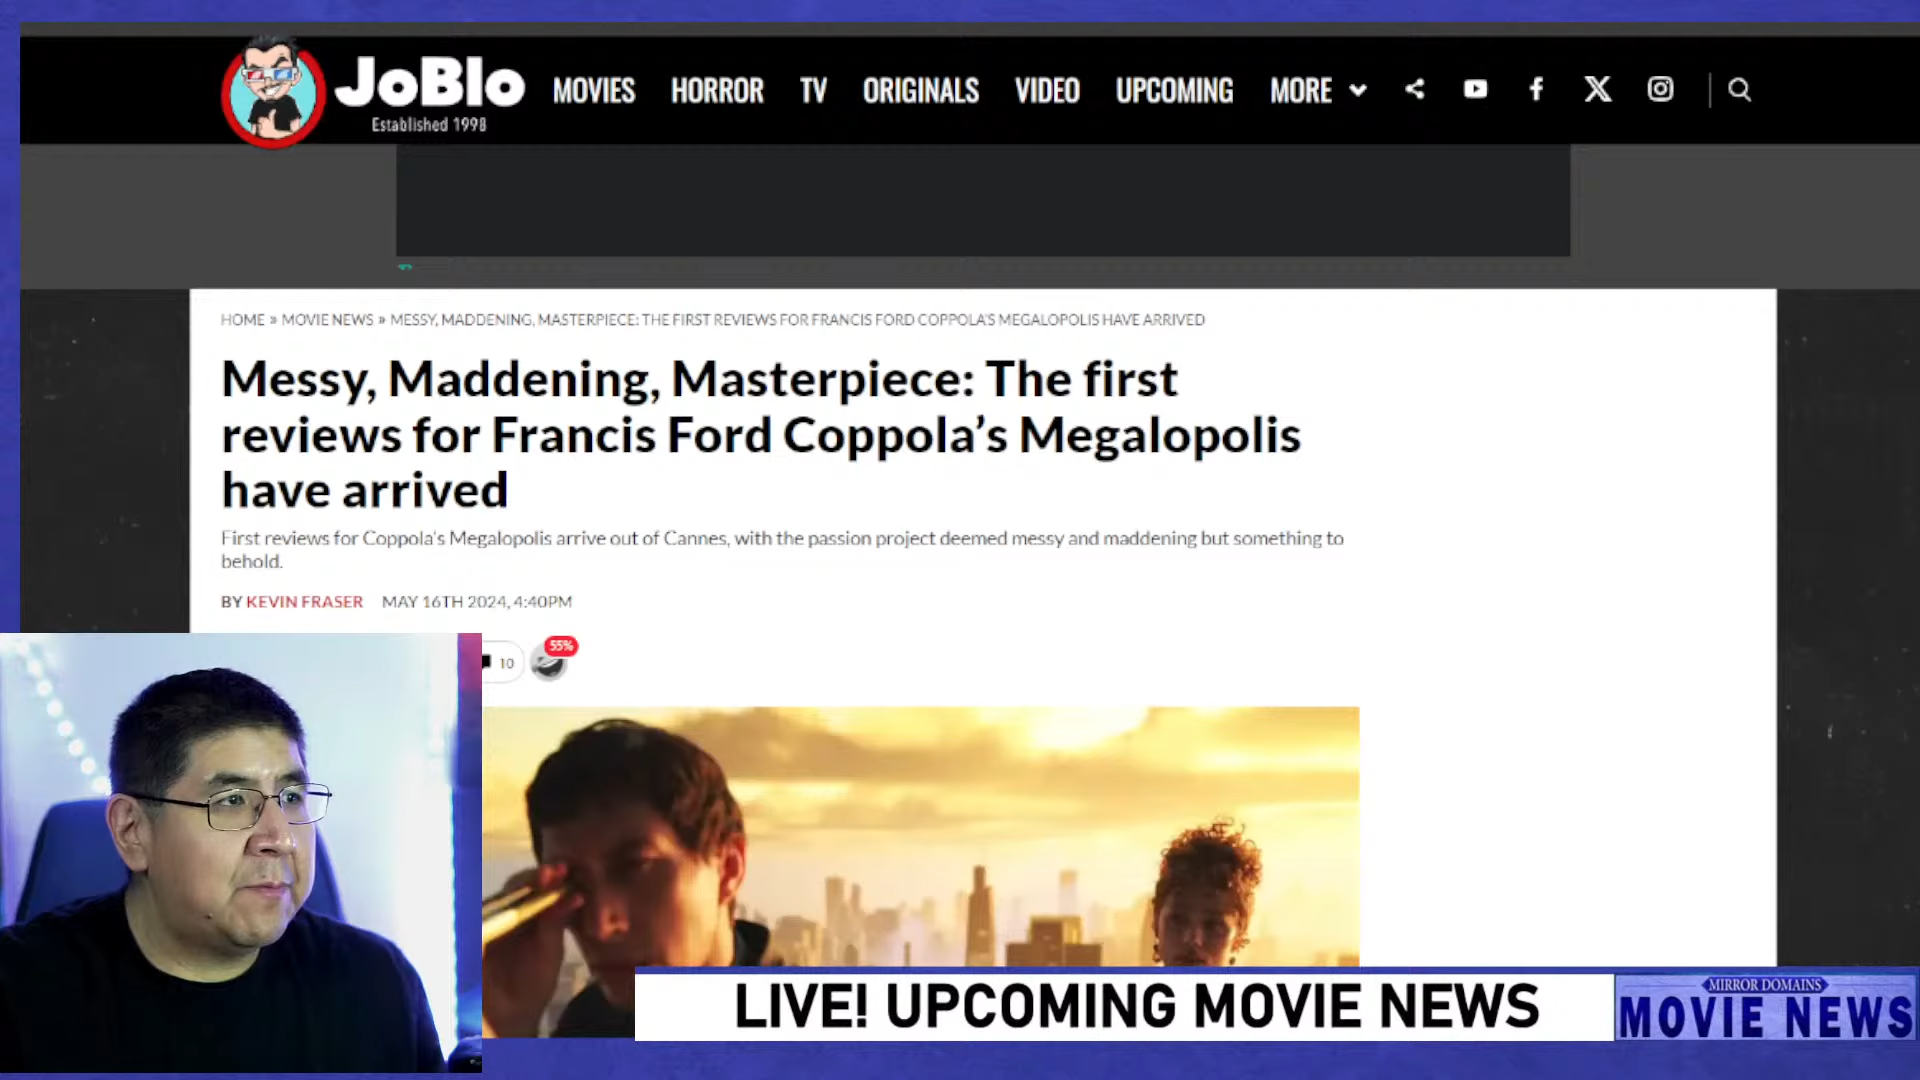 JoBlo
Established 1998
MOVIES HORROR TV ORIGINALS VIDEO UPCOMING MORE
HOME » MOVIE NEWS » MESSY, MADDENING, MASTERPIECE: THE FIRST REVIEWS FOR FRANCIS FORD COPPOLA'S MEGALOPOLIS HAVE ARRIVED
Messy, Maddening, Masterpiece: The first
reviews for Francis Ford Coppola's Megalopolis
have arrived
First reviews for Coppola's Megalopolis arrive out of Cannes, with the passion project deemed messy and maddening but something to
behold.
BY KEVIN FRASER MAY 16TH 2024, 4:40PM
10
55%
LIVE! UPCOMING MOVIE NEWS
MIRROR DOMAINS
MOVIE NEWS